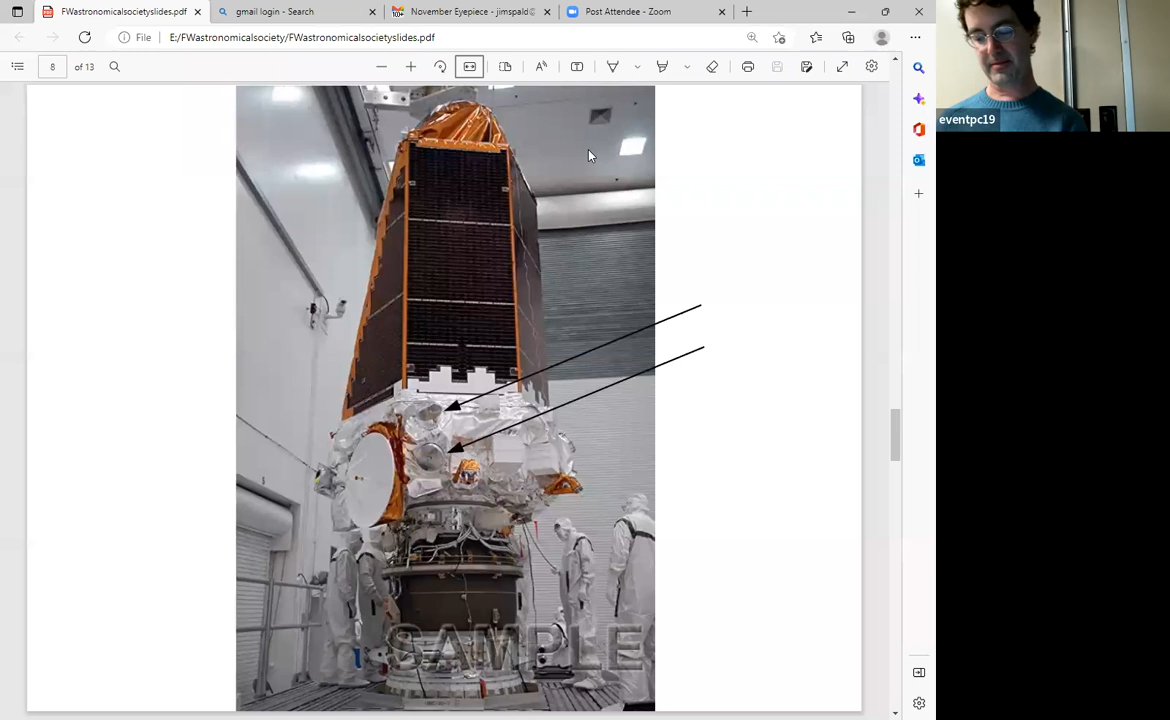 FWastronomicalsocietyslides.pdf
gmail login - Search
November Eyepiece - jimspald@
Post Attendee - Zoom
File
E:/FWastronomicalsociety/FWastronomicalsocietyslides.pdf
8
of 13
eventpc19
SAMPLE